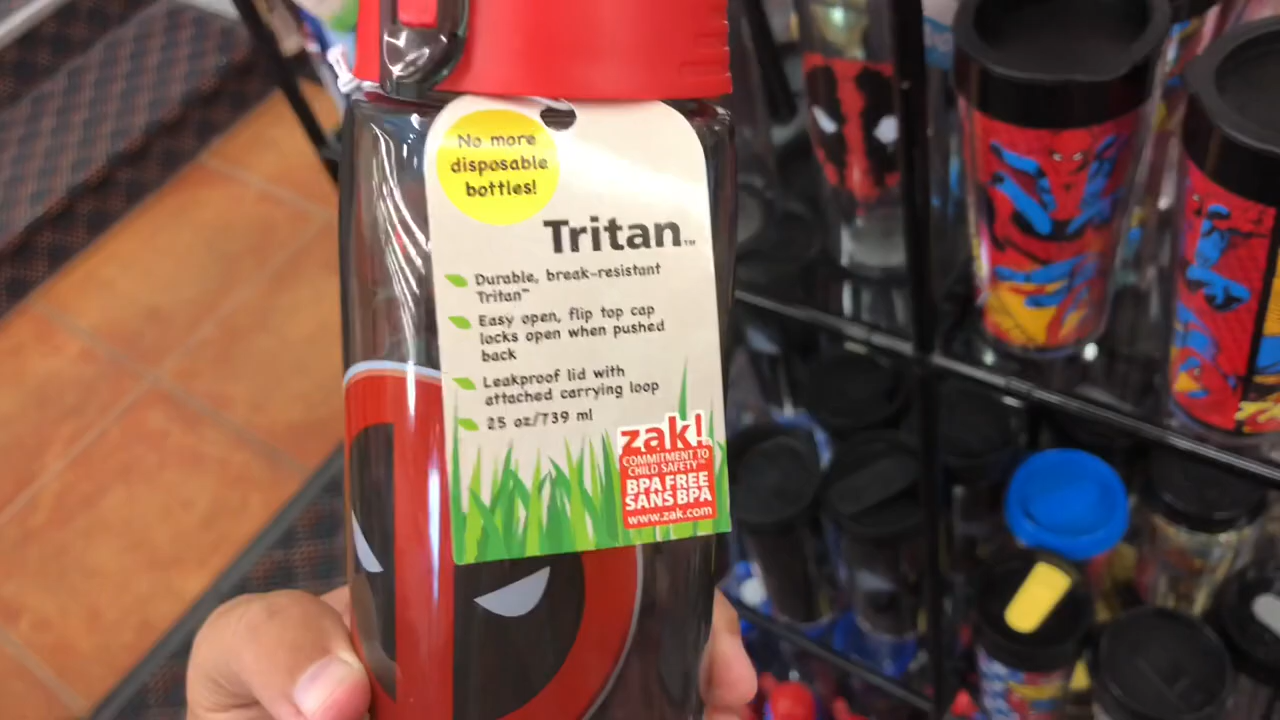 No more
disposable
bottles!
Tritan™
Durable, break-resistant
Tritan™
Easy open, flip top cap
locks open when pushed
back
Leakproof lid with
attached carrying loop
25 oz/739 ml
zak!
COMMITMENT TO
CHILD SAFETY™
BPA FREE
SANS BPA
www.zak.com